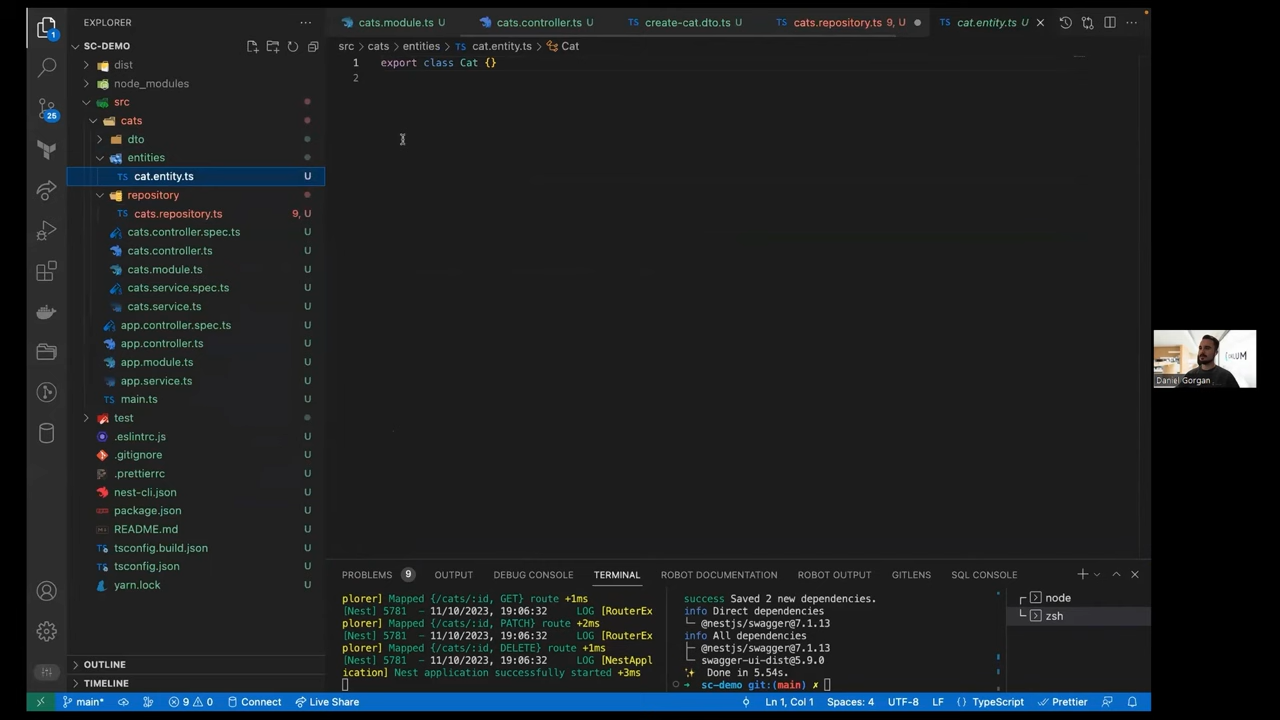 EXPLORER
SC-DEMO
dist
node_modules
src
cats
dto
entities
cat.entity.ts U
repository
cats.repository.ts 9, U
cats.controller.spec.ts U
cats.controller.ts U
cats.module.ts U
cats.service.spec.ts U
cats.service.ts U
app.controller.spec.ts U
app.controller.ts U
app.module.ts U
app.service.ts U
main.ts U
test
.eslintrc.js U
.gitignore U
.prettierrc U
nest-cli.json U
package.json U
README.md U
tsconfig.build.json U
tsconfig.json U
yarn.lock U
OUTLINE
TIMELINE
1
25
cats.module.ts U
cats.controller.ts U
create-cat.dto.ts U
cats.repository.ts 9, U
cat.entity.ts U
src > cats > entities > TS cat.entity.ts > Cat
1 export class Cat {}
2
Daniel Gorgan
PROBLEMS 9 OUTPUT DEBUG CONSOLE TERMINAL ROBOT DOCUMENTATION ROBOT OUTPUT GITLENS SQL CONSOLE
plorer] Mapped {/cats/:id, GET} route +1ms
[Nest] 5781 - 11/10/2023, 19:06:32 LOG [RouterEx
plorer] Mapped {/cats/:id, PATCH} route +2ms
[Nest] 5781 - 11/10/2023, 19:06:32 LOG [RouterEx
plorer] Mapped {/cats/:id, DELETE} route +1ms
[Nest] 5781 - 11/10/2023, 19:06:32 LOG [NestAppl
ication] Nest application successfully started +3ms
success Saved 2 new dependencies.
info Direct dependencies
└─ @nestjs/swagger@7.1.13
info All dependencies
├─ @nestjs/swagger@7.1.13
└─ swagger-ui-dist@5.9.0
✨ Done in 5.54s.
➜ sc-demo git:(main) ✗
node
zsh
main* 9 0 Connect Live Share Ln 1, Col 1 Spaces: 4 UTF-8 LF {} TypeScript Prettier